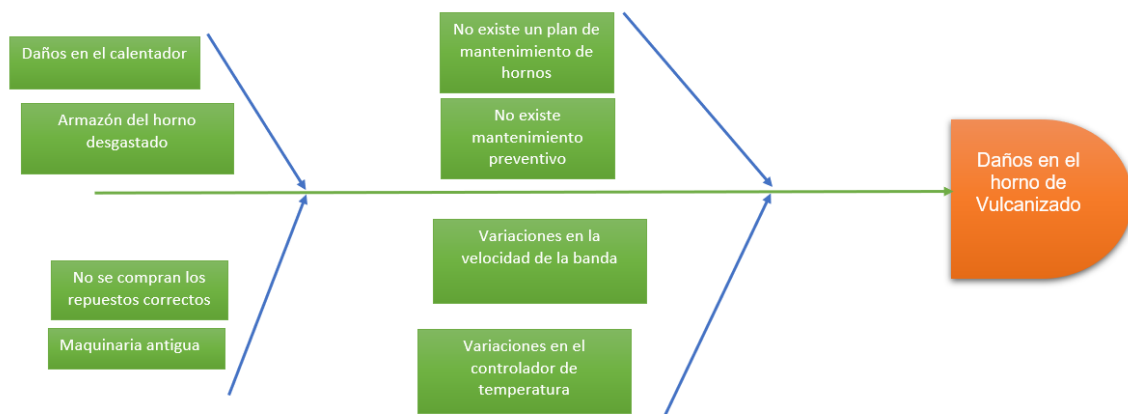 Daños en el calentador
Armazón del horno
desgastado
No existe un plan de
mantenimiento de
hornos
No existe
mantenimiento
preventivo
Daños en el
horno de
Vulcanizado
No se compran los
repuestos correctos
Maquinaria antigua
Variaciones en la
velocidad de la banda
Variaciones en el
controlador de
temperatura